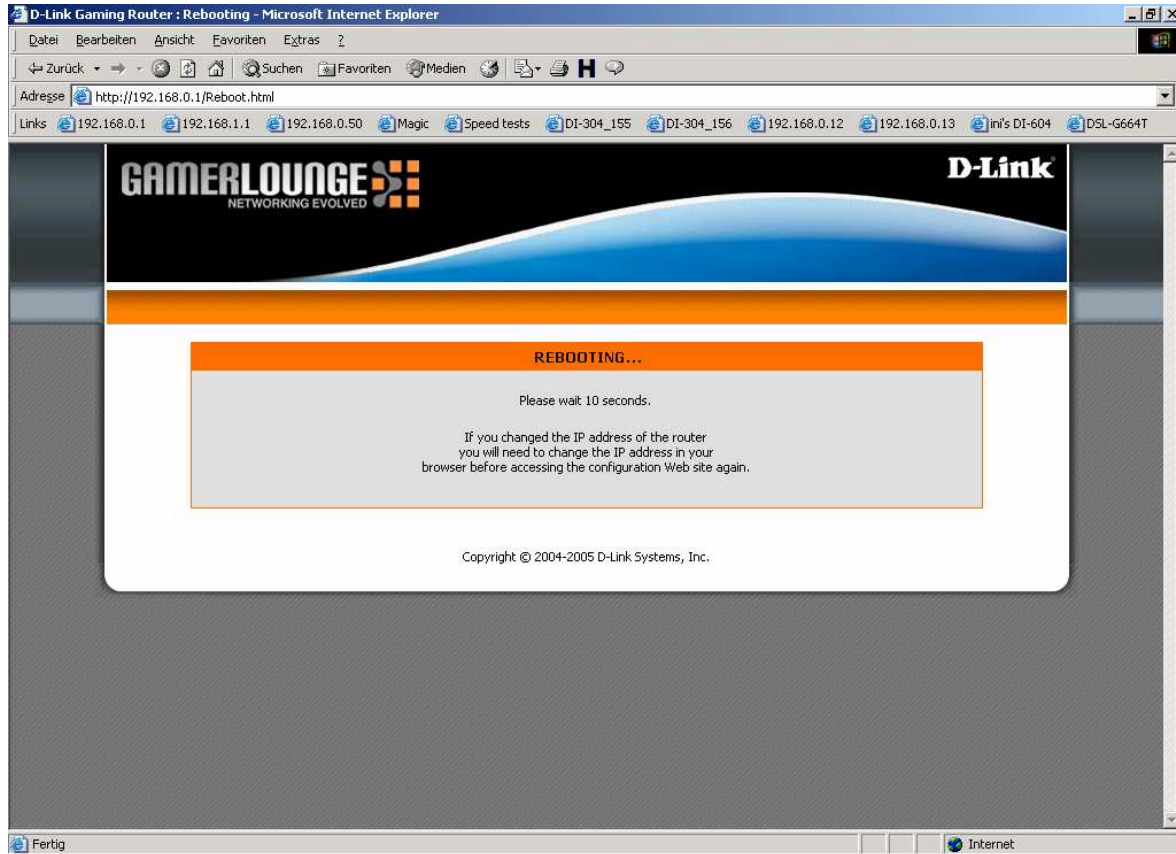 D-Link Gaming Router : Rebooting - Microsoft Internet Explorer
Datei Bearbeiten Ansicht Favoriten Extras ?
Zurück Suchen Favoriten Medien H
Adresse http://192.168.0.1/Reboot.html
Links 192.168.0.1 192.168.1.1 192.168.0.50 Magic Speed tests DI-304_155 DI-304_156 192.168.0.12 192.168.0.13 ini's DI-604 DSL-G664T
GAMERLOUNGE
NETWORKING EVOLVED
D-Link
REBOOTING...
Please wait 10 seconds.
If you changed the IP address of the router
you will need to change the IP address in your
browser before accessing the configuration Web site again.
Copyright © 2004-2005 D-Link Systems, Inc.
Fertig
Internet